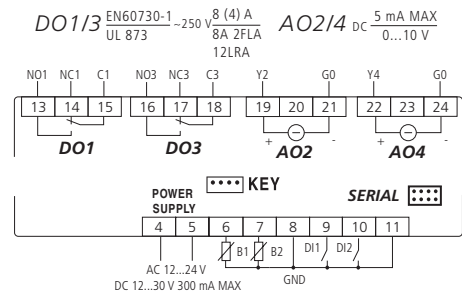 DO1/3 EN60730-1 ~250 V 8 (4) A AO2/4 DC 5 mA MAX
UL 873 8A 2FLA 0...10 V
12LRA
NO1 NC1 C1 NO3 NC3 C3 Y2 G0 Y4 G0
13 14 15 16 17 18 19 20 21 22 23 24
+ - + -
DO1 DO3 AO2 AO4
KEY
POWER SERIAL
SUPPLY
4 5 6 7 8 9 10 11
B1 B2 DI1 DI2
AC 12...24 V
GND
DC 12...30 V 300 mA MAX